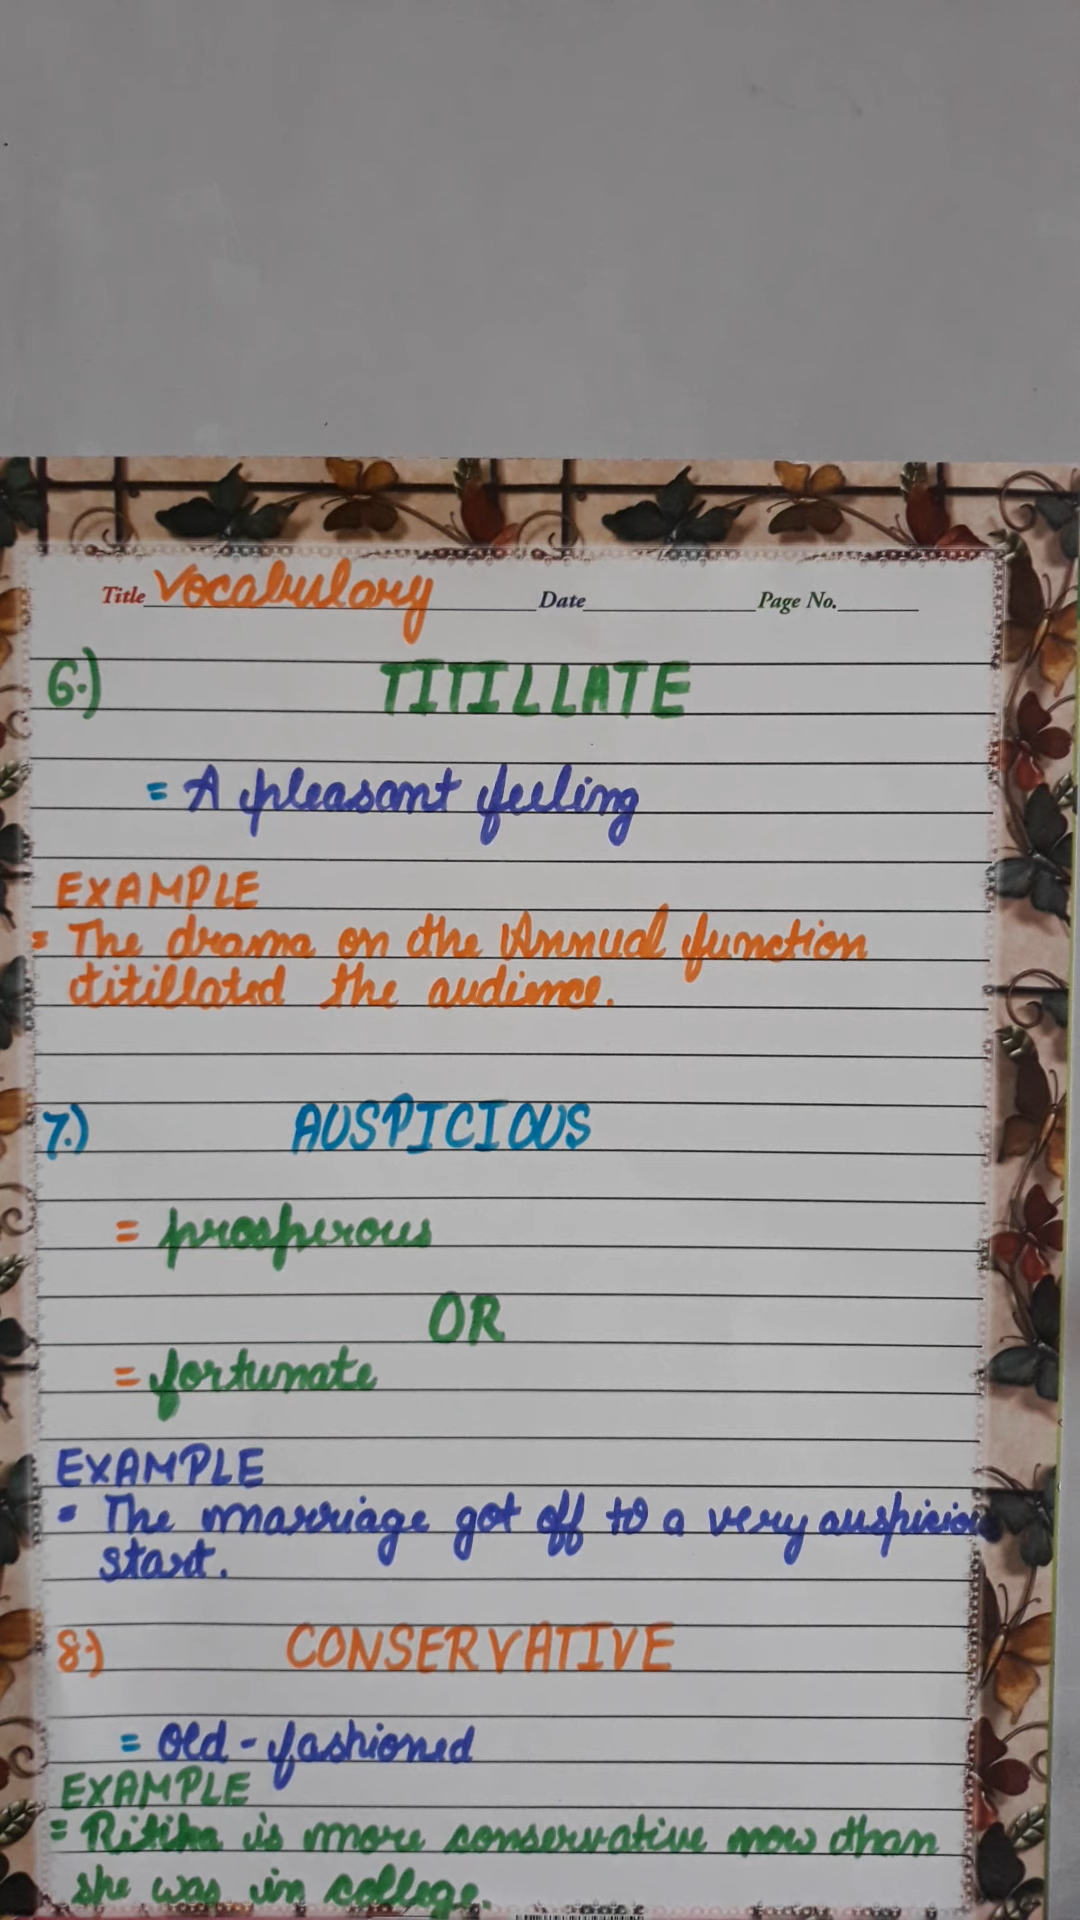 Title Vocabulary Date Page No.
6.) TITILLATE
= A pleasant feeling
EXAMPLE
= The drama on the Annual function
titillated the audience.
7.) AUSPICIOUS
= prosperous
OR
= fortunate
EXAMPLE
= The marriage got off to a very auspicious
start.
8.) CONSERVATIVE
= Old-fashioned
EXAMPLE
= Ritika is more conservative now than
she was in college.